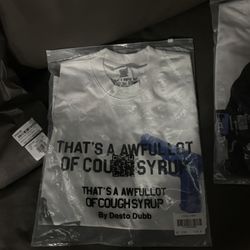 THAT'S A AWFULLOT
OF COUGH SYRUP
THAT'S A AWFULLOT
OF COUGH SYRUP
By Desto Dubb